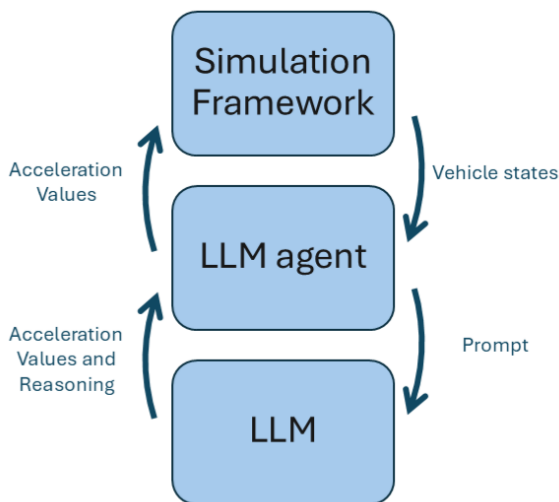 Simulation
Framework
Acceleration
Values
Vehicle states
LLM agent
Acceleration
Values and
Reasoning
Prompt
LLM